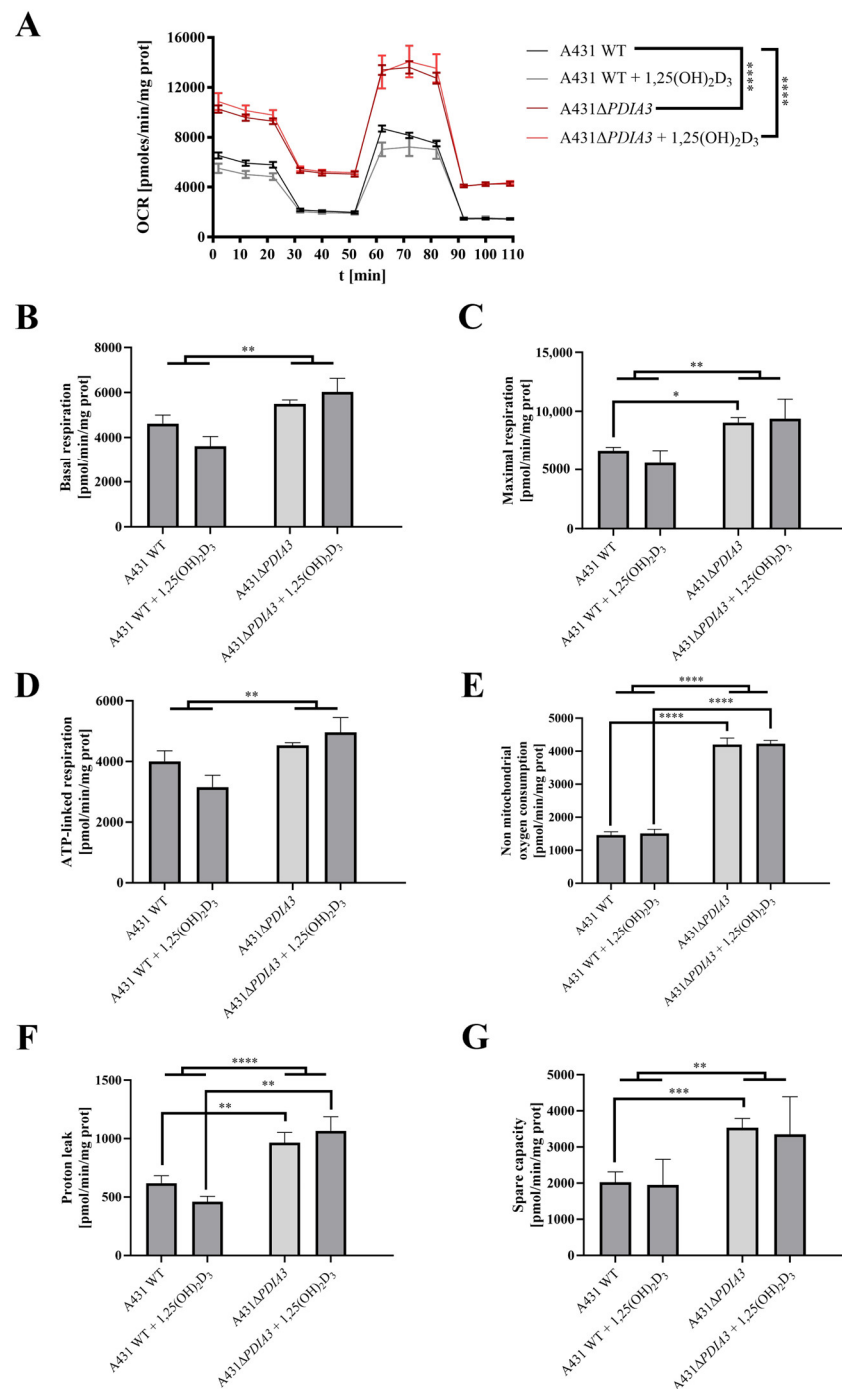 A
16000
12000
8000
4000
0
OCR [pmoles/min/mg prot]
0 10 20 30 40 50 60 70 80 90 100 110
t [min]
A431 WT
A431 WT + 1,25(OH)₂D₃
A431Δ*PDIA3*
A431Δ*PDIA3* + 1,25(OH)₂D₃
****
****
B
8000
6000
4000
2000
0
Basal respiration
[pmol/min/mg prot]
**
A431 WT
A431 WT + 1,25(OH)₂D₃
A431ΔPDIA3
A431ΔPDIA3 + 1,25(OH)₂D₃
C
15,000
10,000
5000
0
Maximal respiration
[pmol/min/mg prot]
**
*
A431 WT
A431 WT + 1,25(OH)₂D₃
A431ΔPDIA3
A431ΔPDIA3 + 1,25(OH)₂D₃
D
6000
4000
2000
0
ATP-linked respiration
[pmol/min/mg prot]
**
A431 WT
A431 WT + 1,25(OH)₂D₃
A431ΔPDIA3
A431ΔPDIA3 + 1,25(OH)₂D₃
E
5000
4000
3000
2000
1000
0
Non mitochondrial
oxygen consumption
[pmol/min/mg prot]
****
****
****
A431 WT
A431 WT + 1,25(OH)₂D₃
A431ΔPDIA3
A431ΔPDIA3 + 1,25(OH)₂D₃
F
1500
1000
500
0
Proton leak
[pmol/min/mg prot]
****
**
**
A431 WT
A431 WT + 1,25(OH)₂D₃
A431ΔPDIA3
A431ΔPDIA3 + 1,25(OH)₂D₃
G
5000
4000
3000
2000
1000
0
Spare capacity
[pmol/min/mg prot]
**
***
A431 WT
A431 WT + 1,25(OH)₂D₃
A431ΔPDIA3
A431ΔPDIA3 + 1,25(OH)₂D₃